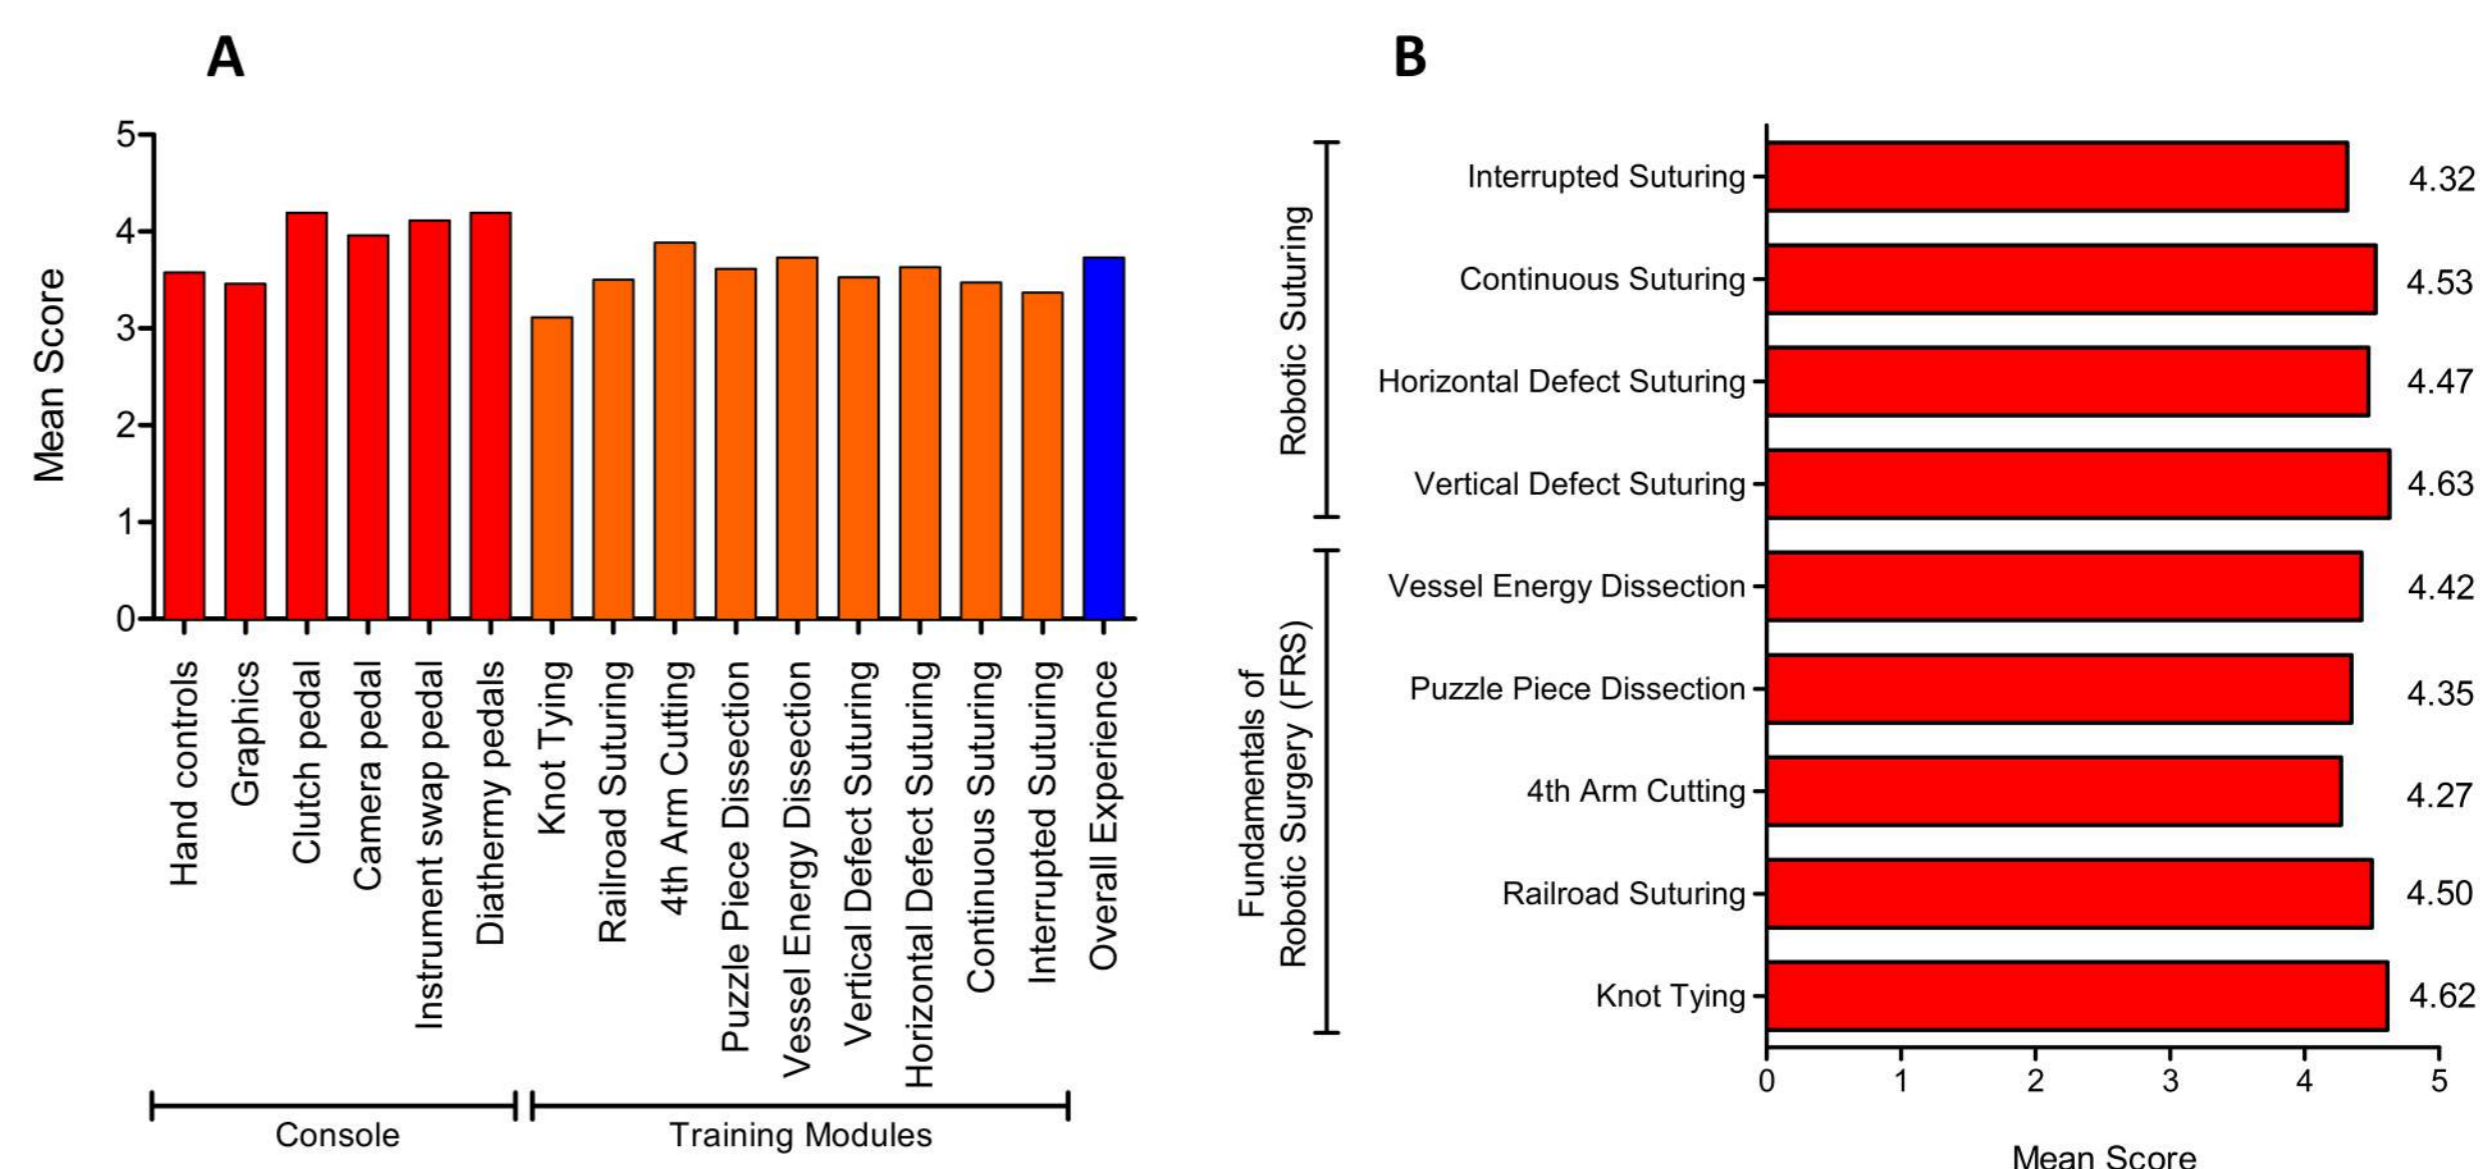 A
5
4
3
2
1
0
Mean Score
Hand controls
Graphics
Clutch pedal
Camera pedal
Instrument swap pedal
Diathermy pedals
Knot Tying
Railroad Suturing
4th Arm Cutting
Puzzle Piece Dissection
Vessel Energy Dissection
Vertical Defect Suturing
Horizontal Defect Suturing
Continuous Suturing
Interrupted Suturing
Overall Experience
Console
Training Modules
B
Robotic Suturing
Interrupted Suturing 4.32
Continuous Suturing 4.53
Horizontal Defect Suturing 4.47
Vertical Defect Suturing 4.63
Fundamentals of
Robotic Surgery (FRS)
Vessel Energy Dissection 4.42
Puzzle Piece Dissection 4.35
4th Arm Cutting 4.27
Railroad Suturing 4.50
Knot Tying 4.62
0 1 2 3 4 5
Mean Score